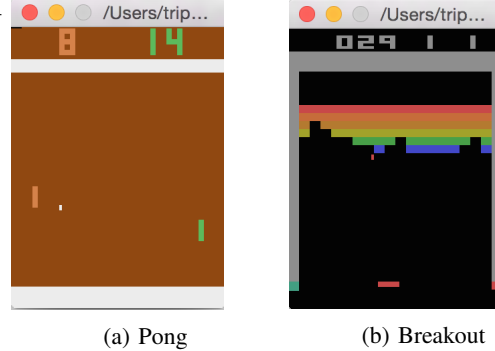 /Users/trip...
8 14
(a) Pong
/Users/trip...
029 1 1
(b) Breakout